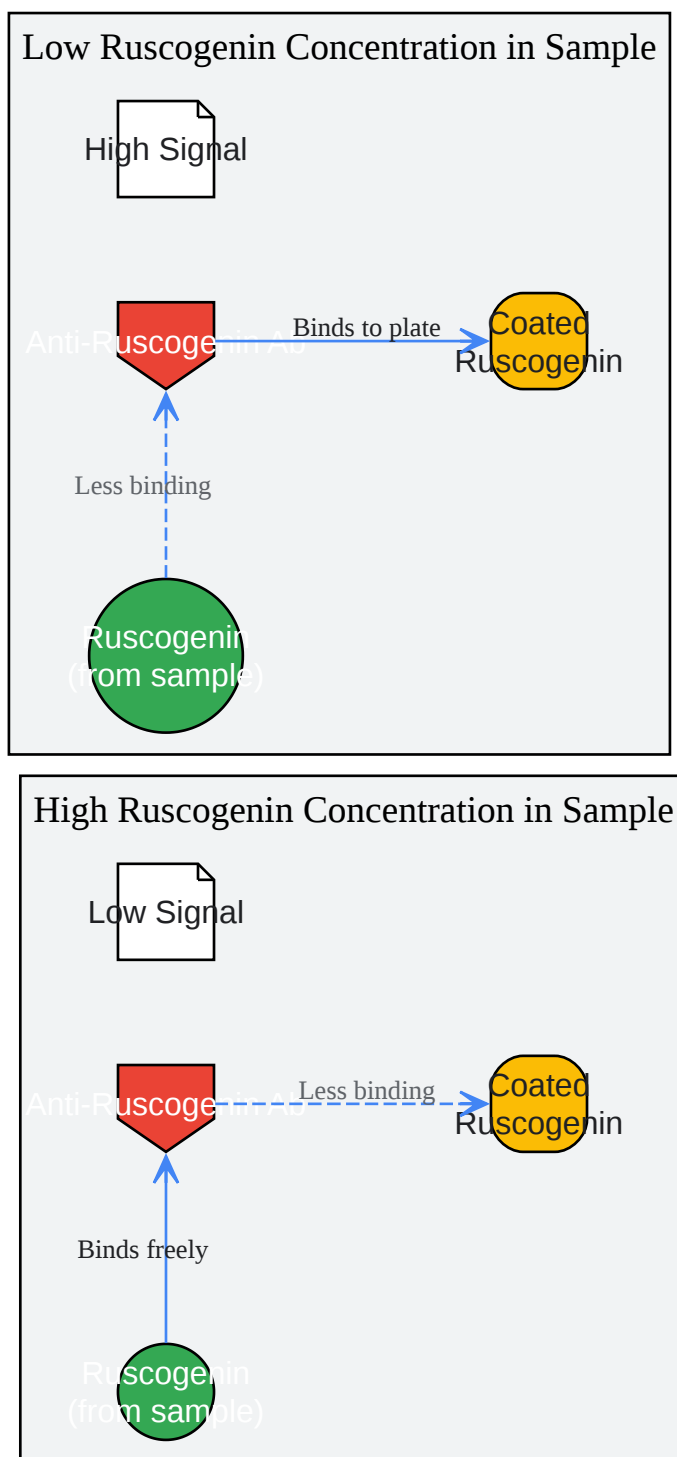 Low Ruscogenin Concentration in Sample
High Signal
Anti-Ruscogenin Ab
Binds to plate
Coated
Ruscogenin
Less binding
Ruscogenin
(from sample)
High Ruscogenin Concentration in Sample
Low Signal
Anti-Ruscogenin Ab
Less binding
Coated
Ruscogenin
Binds freely
Ruscogenin
(from sample)